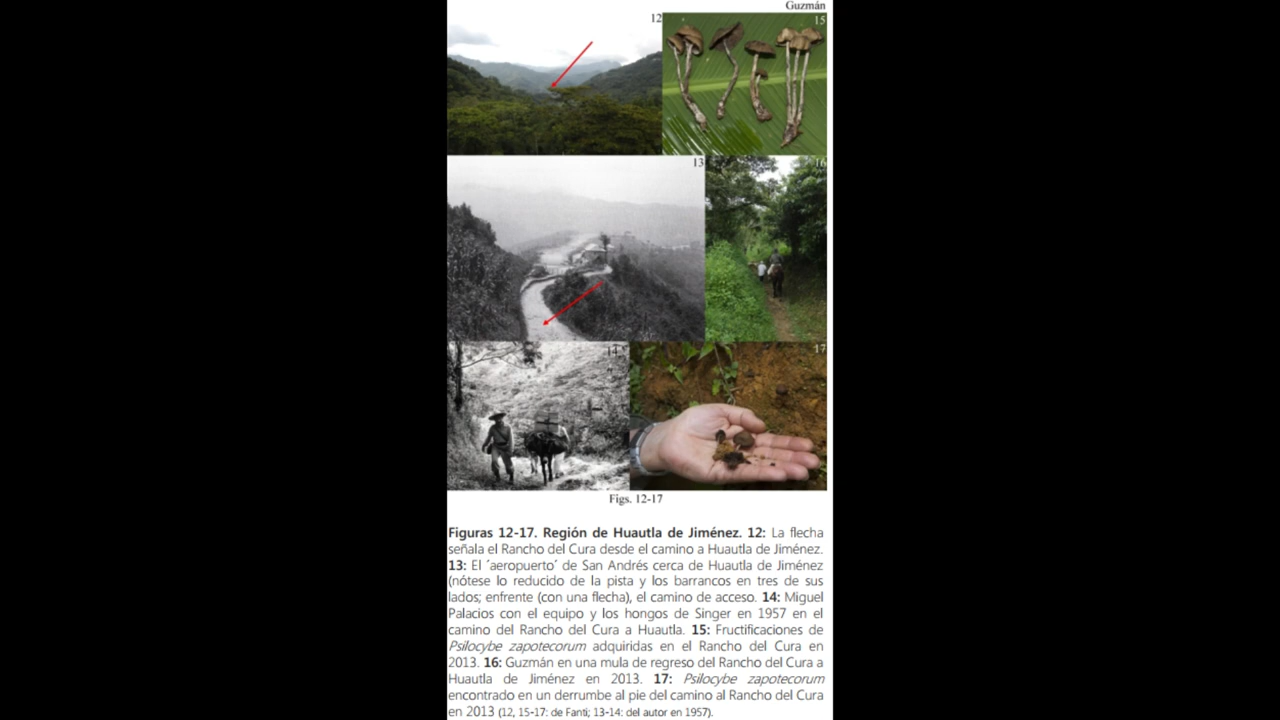 Guzmán
12
15
13
16
14
17
Figs. 12-17
Figuras 12-17. Región de Huautla de Jiménez. 12: La flecha
señala el Rancho del Cura desde el camino a Huautla de Jiménez.
13: El ´aeropuerto´ de San Andrés cerca de Huautla de Jiménez
(nótese lo reducido de la pista y los barrancos en tres de sus
lados; enfrente (con una flecha), el camino de acceso. 14: Miguel
Palacios con el equipo y los hongos de Singer en 1957 en el
camino del Rancho del Cura a Huautla. 15: Fructificaciones de
Psilocybe zapotecorum adquiridas en el Rancho del Cura en
2013. 16: Guzmán en una mula de regreso del Rancho del Cura a
Huautla de Jiménez en 2013. 17: Psilocybe zapotecorum
encontrado en un derrumbe al pie del camino al Rancho del Cura
en 2013 (12, 15-17: de Fanti; 13-14: del autor en 1957).